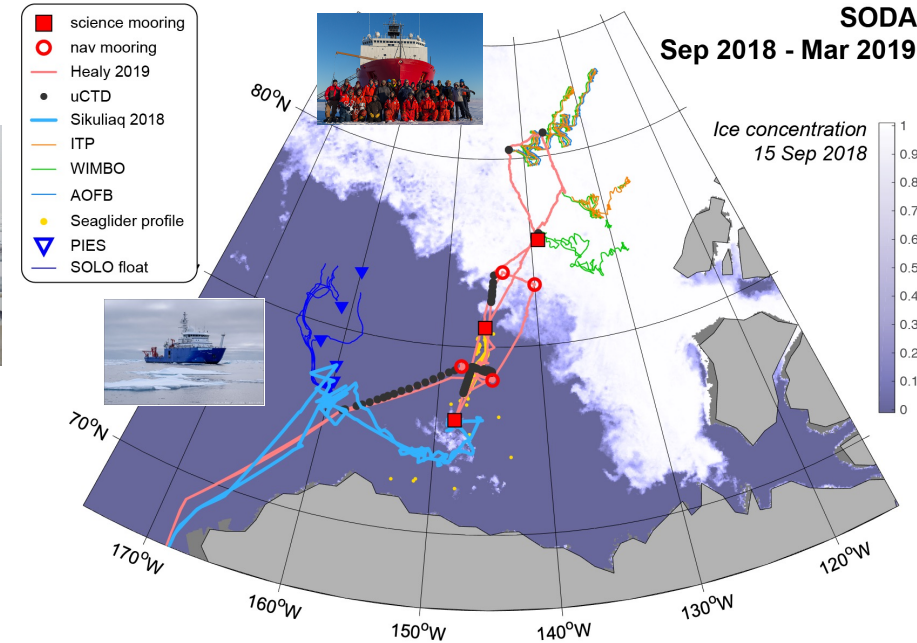 SODA
Sep 2018 - Mar 2019
science mooring
nav mooring
Healy 2019
uCTD
Sikuliaq 2018
ITP
WIMBO
AOFB
Seaglider profile
PIES
SOLO float
Ice concentration
15 Sep 2018
1
0.9
0.8
0.7
0.6
0.5
0.4
0.3
0.2
0.1
0
80°N
70°N
170°W
160°W
150°W
140°W
130°W
120°W